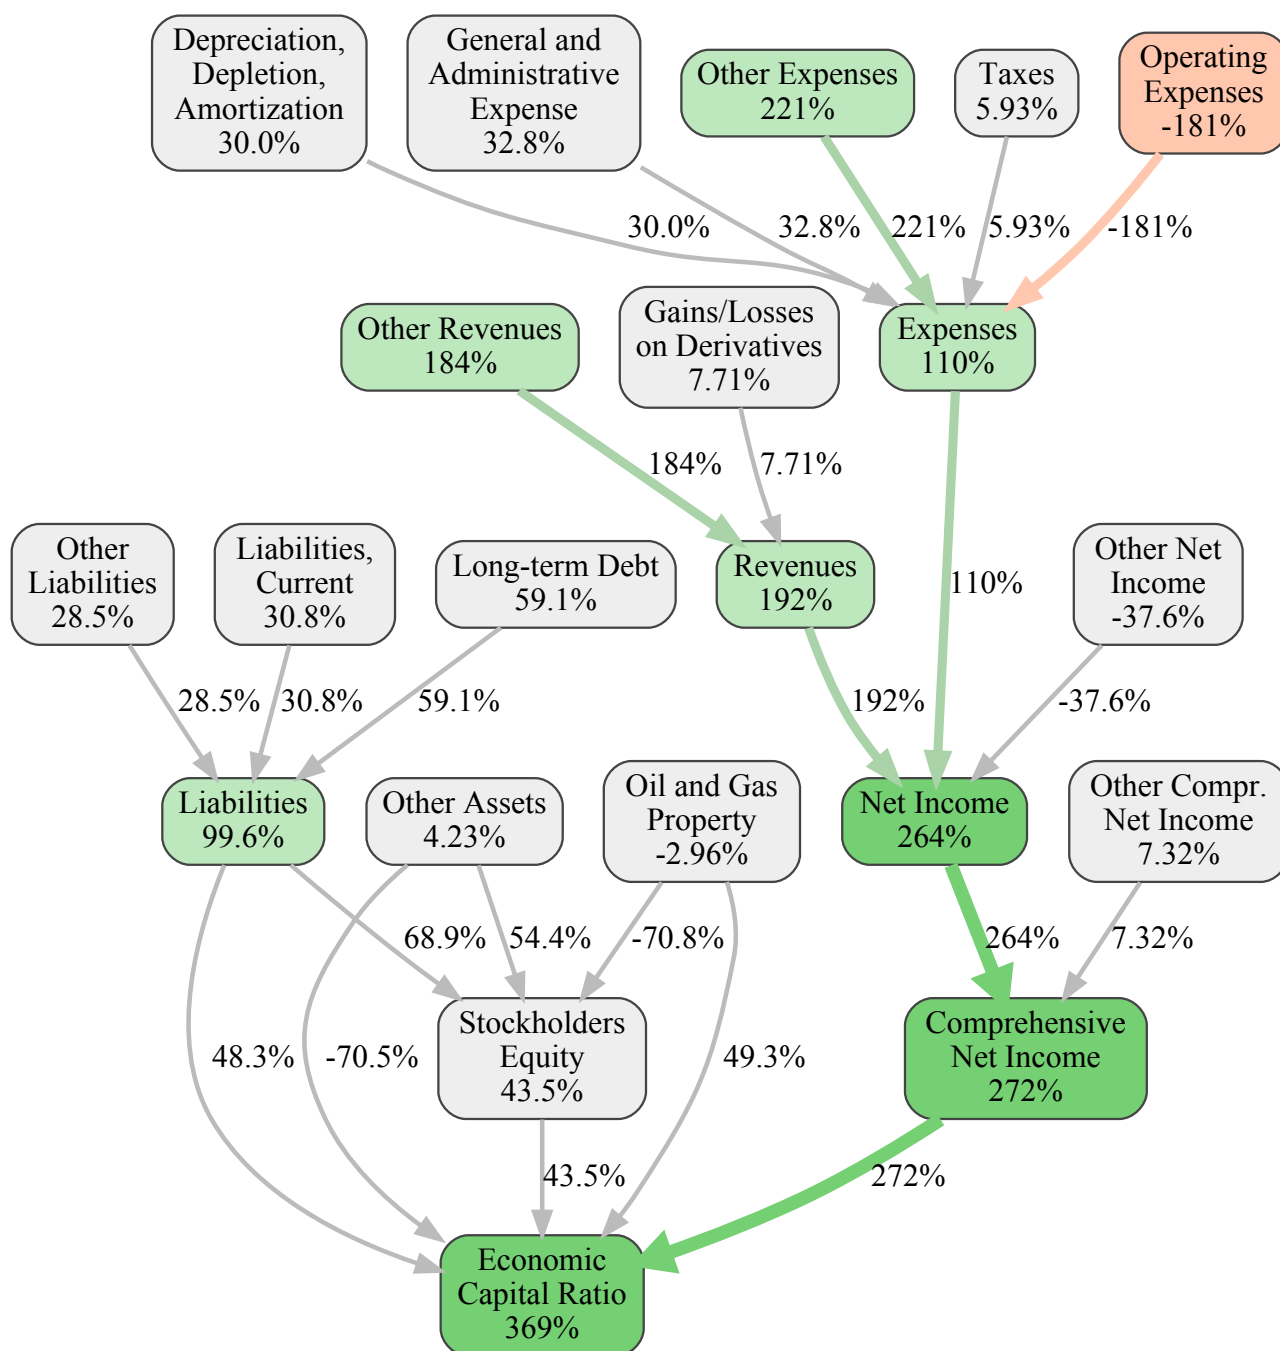 Depreciation,
Depletion,
Amortization
30.0%
General and
Administrative
Expense
32.8%
Other Expenses
221%
Taxes
5.93%
Operating
Expenses
-181%
30.0%
32.8%
221%
5.93%
-181%
Other Revenues
184%
Gains/Losses
on Derivatives
7.71%
Expenses
110%
184%
7.71%
Other
Liabilities
28.5%
Liabilities,
Current
30.8%
Long-term Debt
59.1%
Revenues
192%
110%
Other Net
Income
-37.6%
28.5%
30.8%
59.1%
192%
-37.6%
Liabilities
99.6%
Other Assets
4.23%
Oil and Gas
Property
-2.96%
Net Income
264%
Other Compr.
Net Income
7.32%
68.9%
54.4%
-70.8%
264%
7.32%
48.3%
-70.5%
Stockholders
Equity
43.5%
49.3%
Comprehensive
Net Income
272%
43.5%
272%
Economic
Capital Ratio
369%